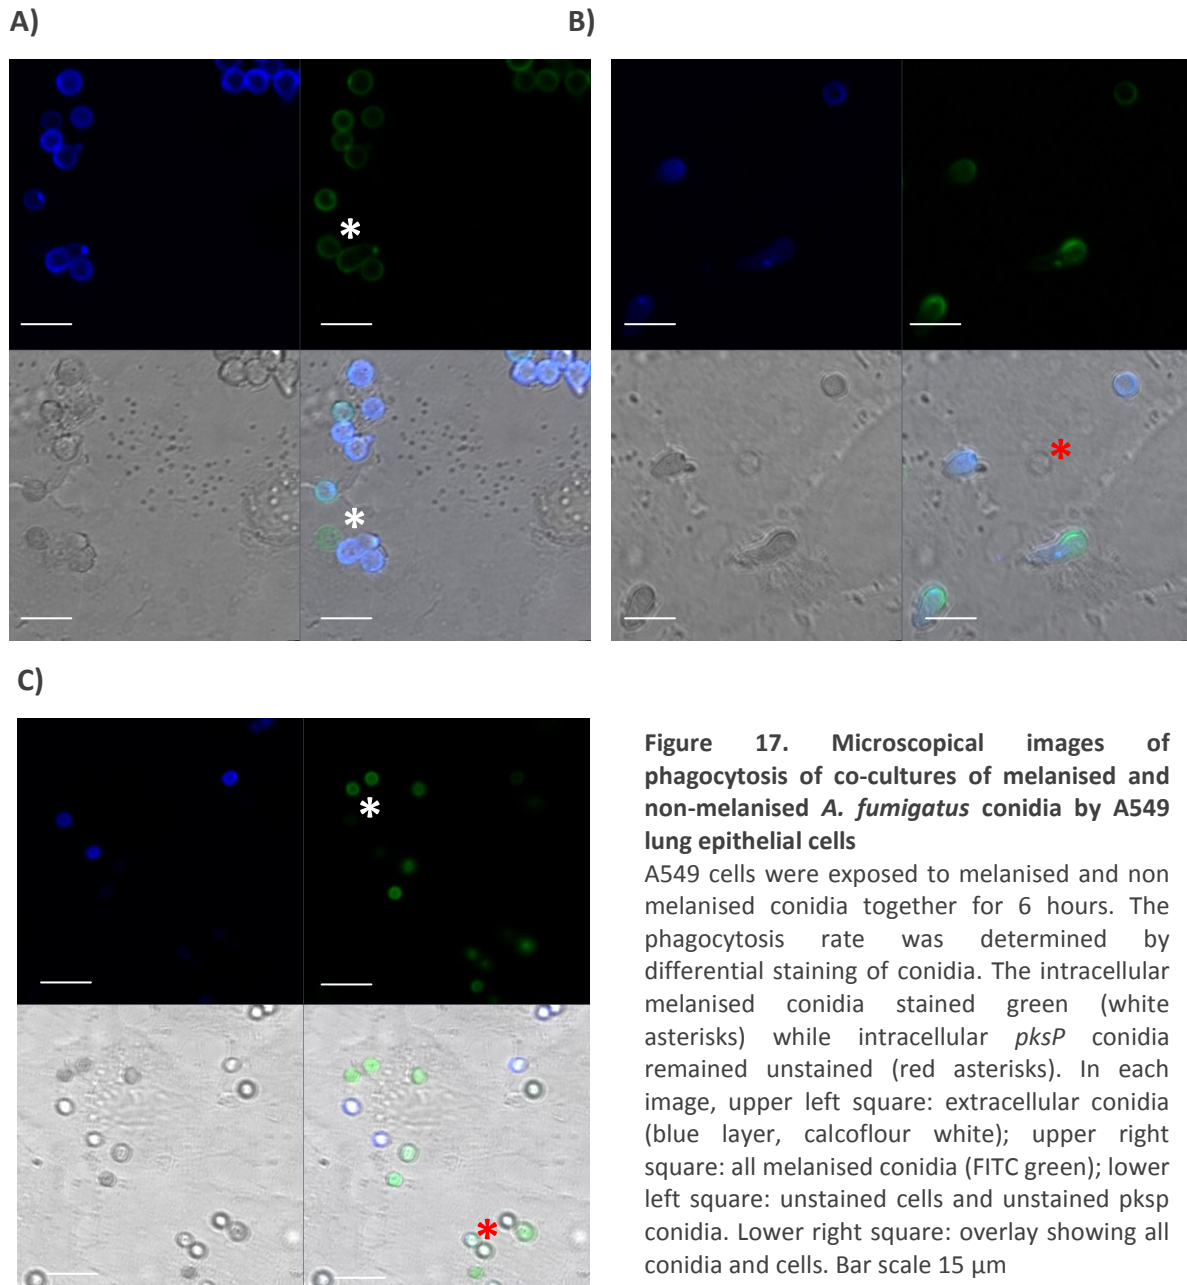 A)
B)
C)
Figure 17. Microscopical images of
phagocytosis of co-cultures of melanised and
non-melanised A. fumigatus conidia by A549
lung epithelial cells
A549 cells were exposed to melanised and non
melanised conidia together for 6 hours. The
phagocytosis rate was determined by
differential staining of conidia. The intracellular
melanised conidia stained green (white
asterisks) while intracellular pksP conidia
remained unstained (red asterisks). In each
image, upper left square: extracellular conidia
(blue layer, calcoflour white); upper right
square: all melanised conidia (FITC green); lower
left square: unstained cells and unstained pksp
conidia. Lower right square: overlay showing all
conidia and cells. Bar scale 15 µm